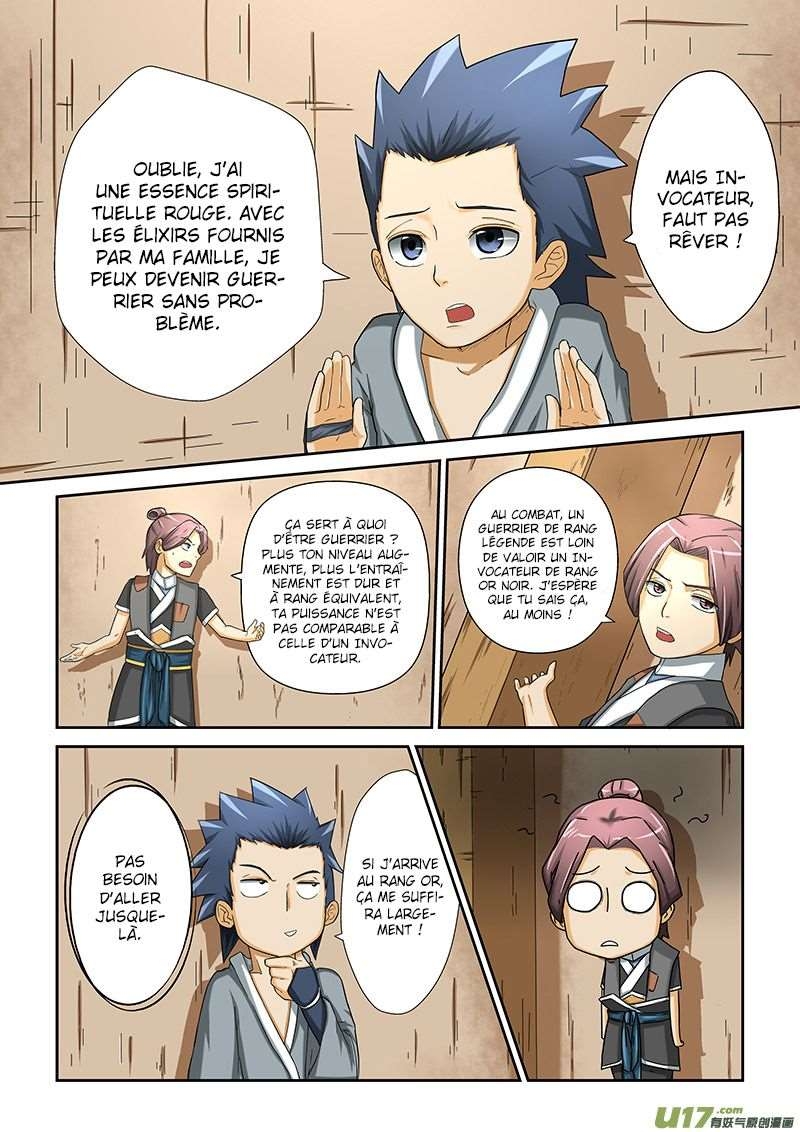 OUBLIE, J'AI
UNE ESSENCE SPIRI-
TUELLE ROUGE. AVEC
LES ÉLIXIRS FOURNIS
PAR MA FAMILLE, JE
PEUX DEVENIR GUER-
RIER SANS PRO-
BLÈME.
MAIS IN-
VOCATEUR,
FAUT PAS
RÊVER !
ÇA SERT À QUOI
D'ÊTRE GUERRIER ?
PLUS TON NIVEAU AUG-
MENTE, PLUS L'ENTRAÎ-
NEMENT EST DUR ET
À RANG ÉQUIVALENT,
TA PUISSANCE N'EST
PAS COMPARABLE À
CELLE D'UN INVO-
CATEUR.
AU COMBAT, UN
GUERRIER DE RANG
LÉGENDE EST LOIN
DE VALOIR UN IN-
VOCATEUR DE RANG
OR NOIR. J'ESPÈRE
QUE TU SAIS ÇA,
AU MOINS !
PAS
BESOIN
D'ALLER
JUSQUE-
LÀ.
SI J'ARRIVE
AU RANG OR,
ÇA ME SUFFI-
RA LARGE-
MENT !
U17.com
有妖气原创漫画